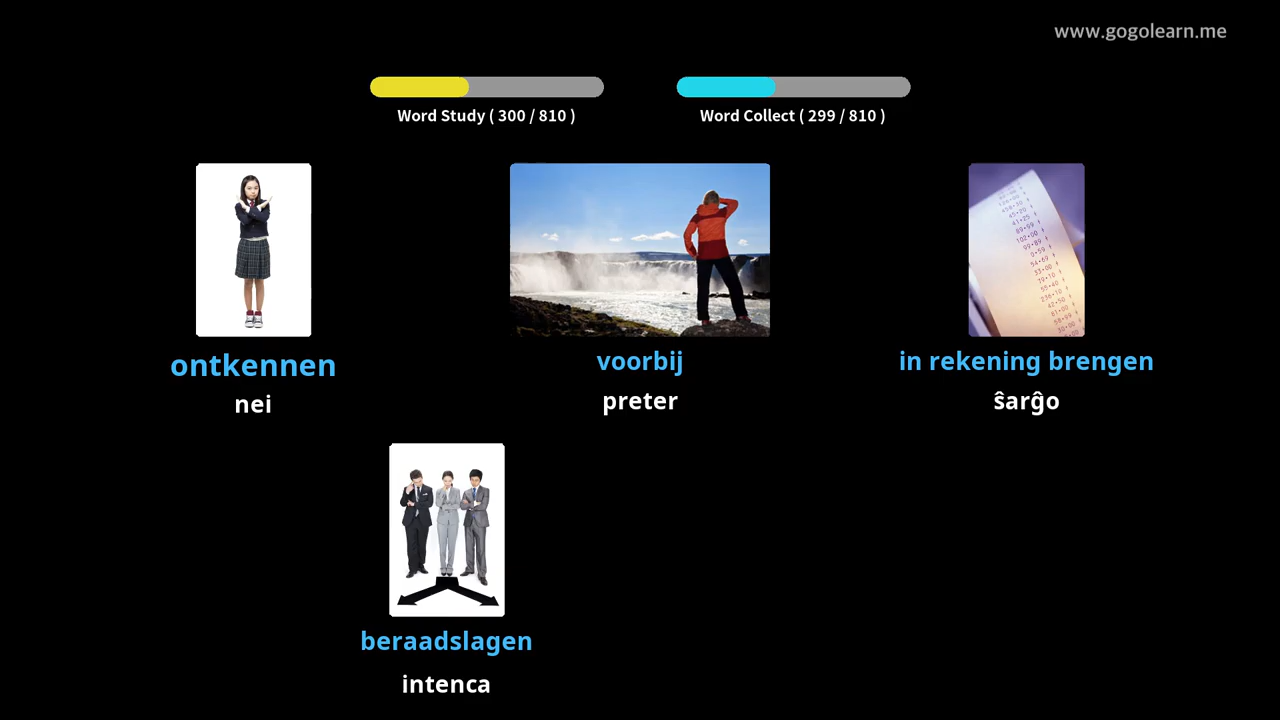 www.gogolearn.me
Word Study ( 300 / 810 )
Word Collect ( 299 / 810 )
ontkennen
nei
voorbij
preter
in rekening brengen
ŝarĝo
beraadslagen
intenca